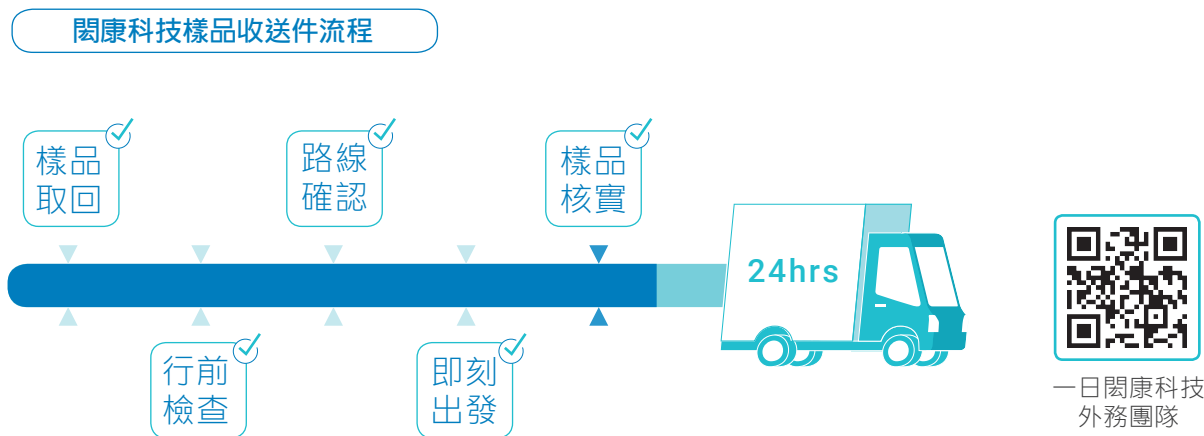 閎康科技樣品收送件流程
樣品
取回
路線
確認
樣品
核實
24hrs
行前
檢查
即刻
出發
一日閎康科技
外務團隊